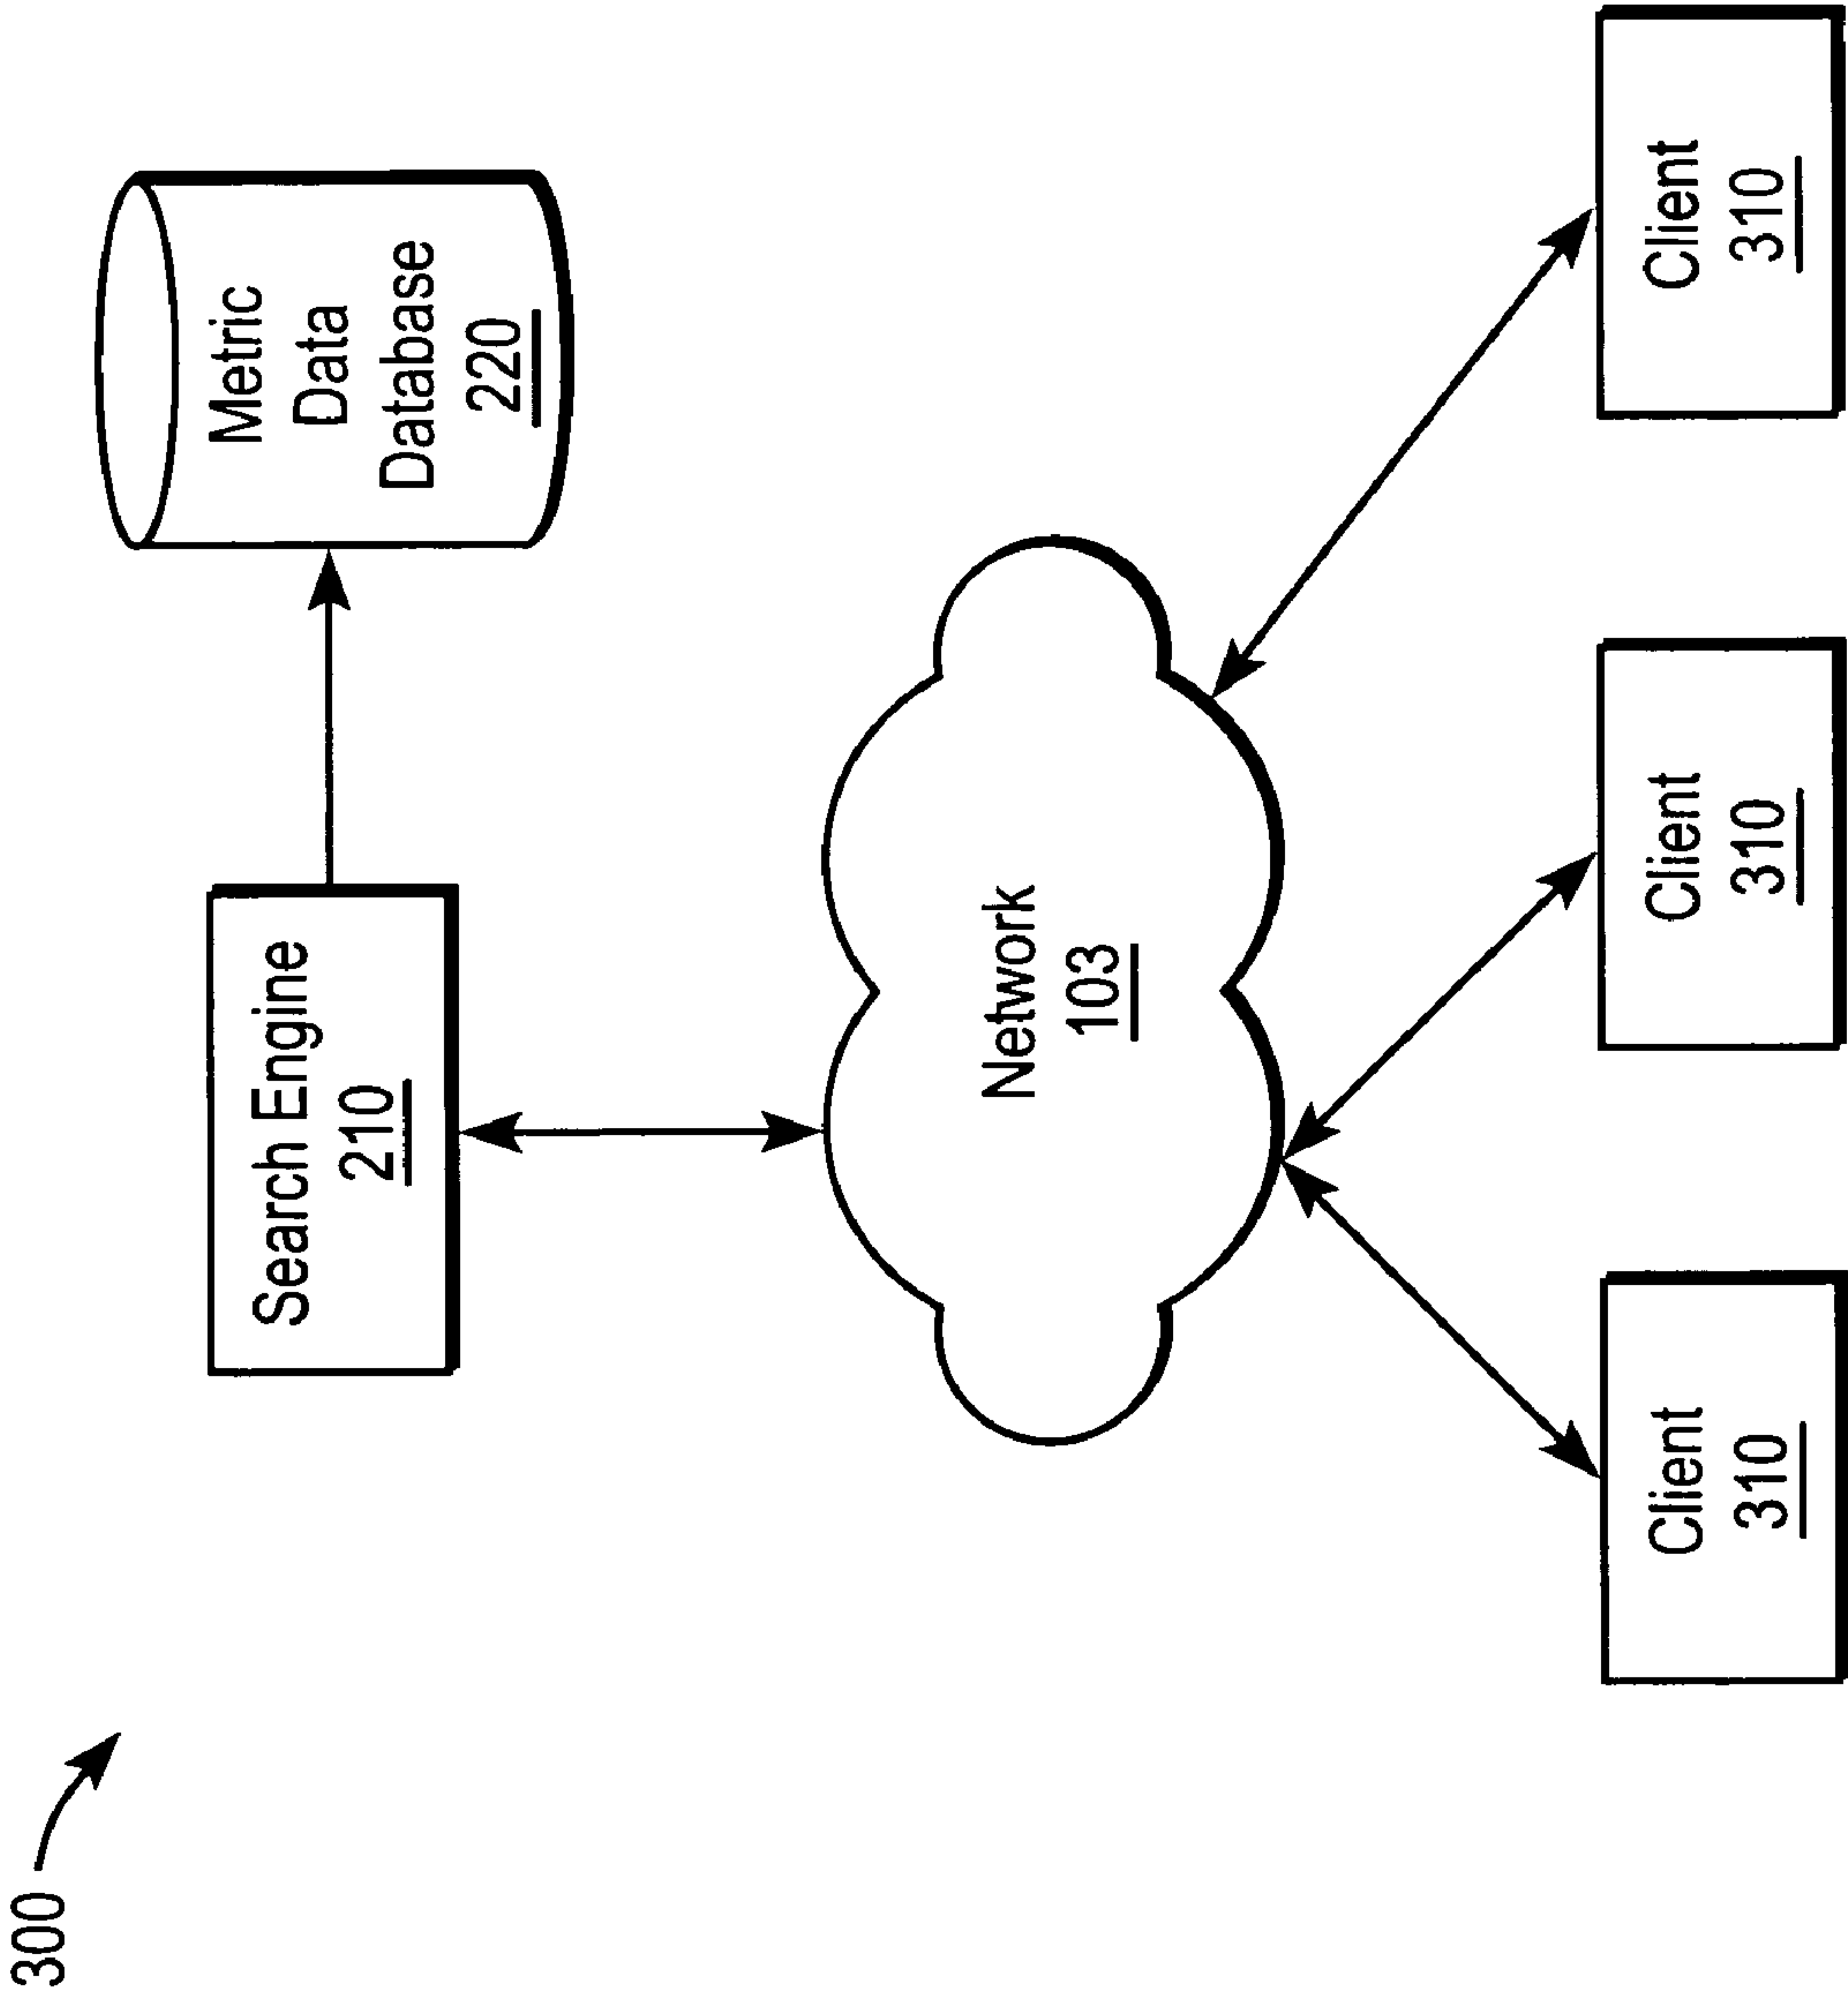 300
Search Engine
210
Metric
Data
Database
220
Network
103
Client
310
Client
310
Client
310